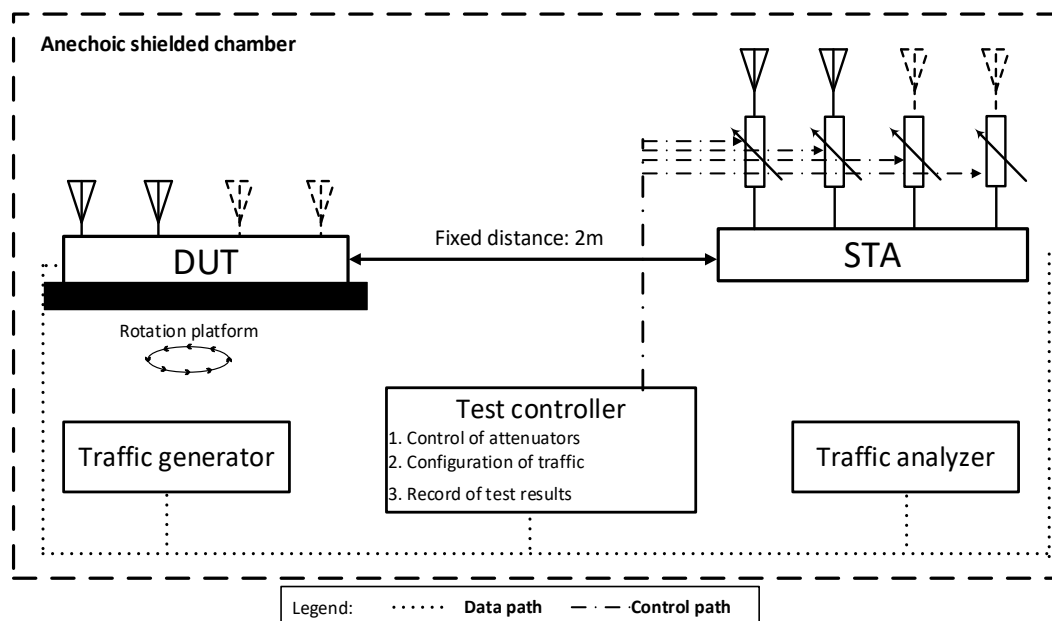 Anechoic shielded chamber
Fixed distance: 2m
DUT
STA
Rotation platform
Test controller
1. Control of attenuators
2. Configuration of traffic
3. Record of test results
Traffic generator
Traffic analyzer
Legend: Data path Control path